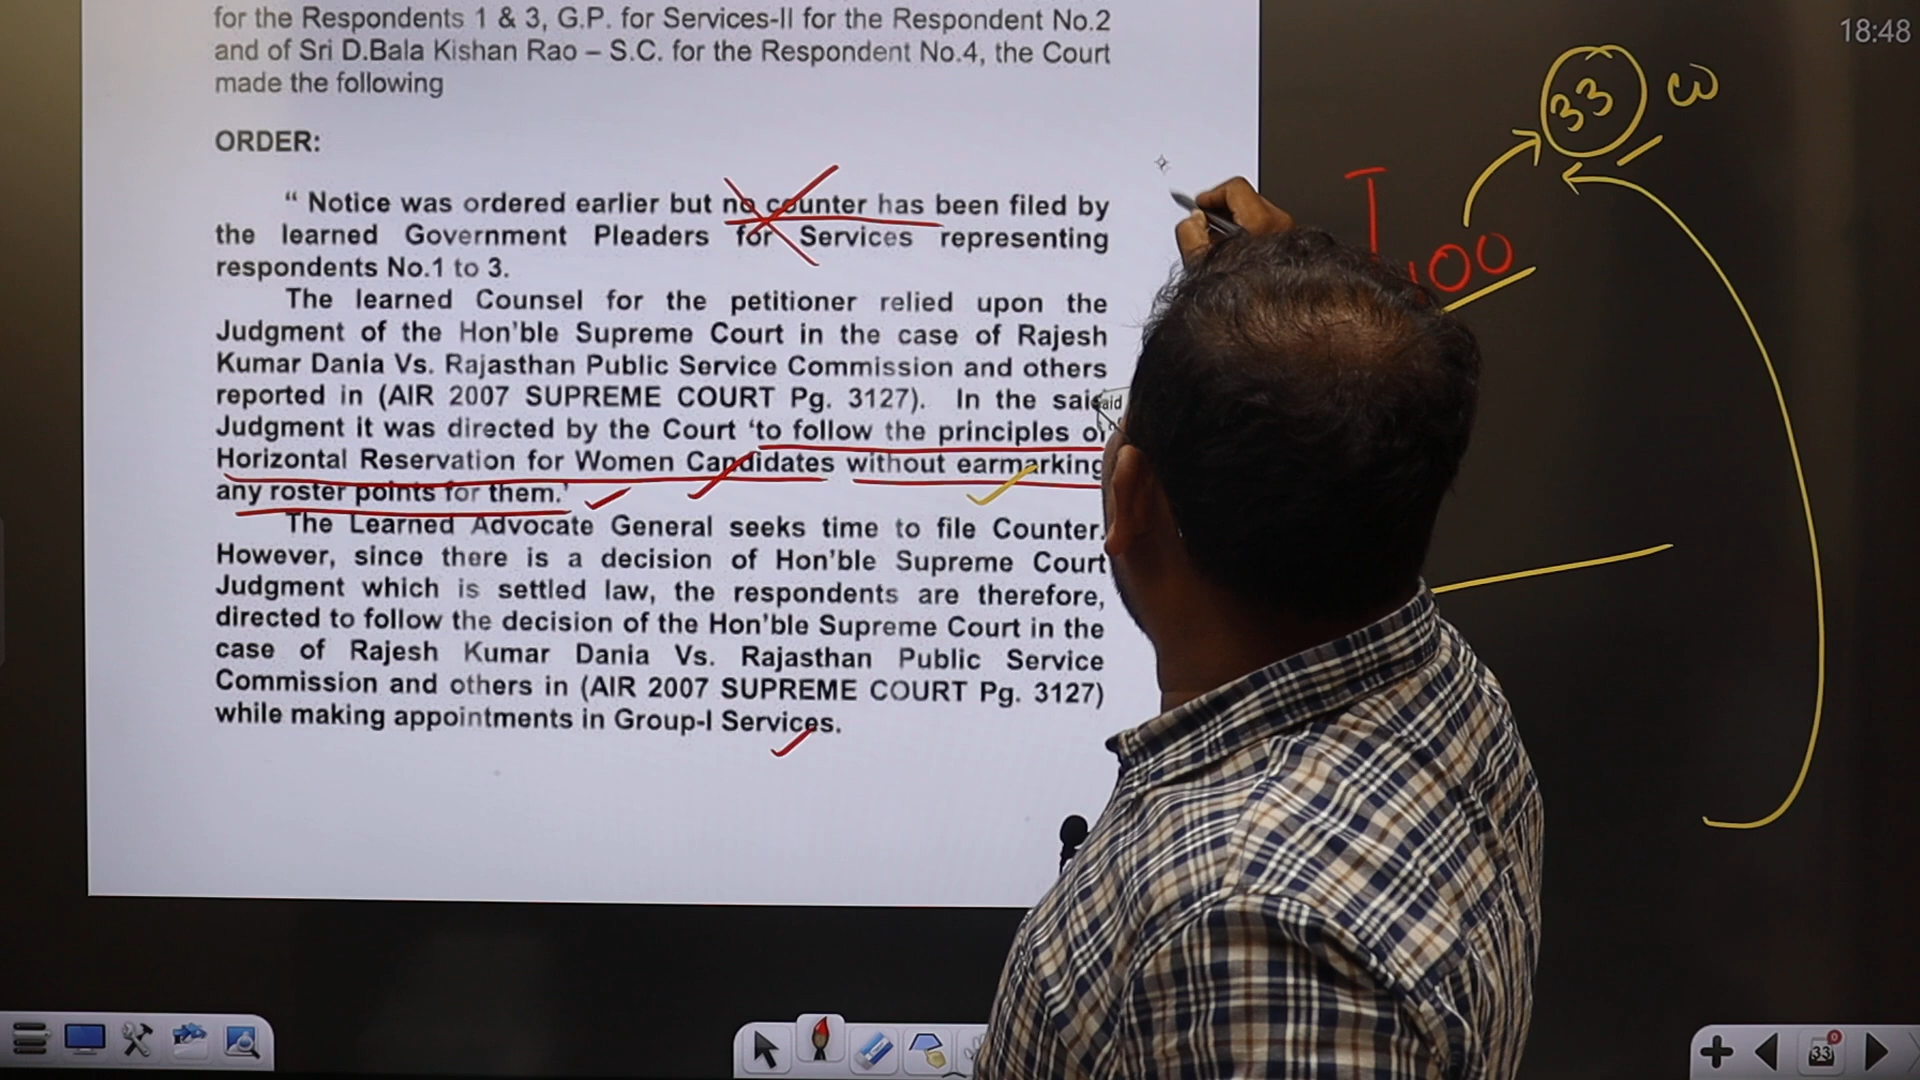 for the Respondents 1 & 3, G.P. for Services-II for the Respondent No.2
and of Sri D.Bala Kishan Rao – S.C. for the Respondent No.4, the Court
made the following
ORDER:
“ Notice was ordered earlier but no counter has been filed by
the learned Government Pleaders for Services representing
respondents No.1 to 3.
The learned Counsel for the petitioner relied upon the
Judgment of the Hon’ble Supreme Court in the case of Rajesh
Kumar Dania Vs. Rajasthan Public Service Commission and others
reported in (AIR 2007 SUPREME COURT Pg. 3127). In the said
Judgment it was directed by the Court ‘to follow the principles of
Horizontal Reservation for Women Candidates without earmarking
any roster points for them.’
The Learned Advocate General seeks time to file Counter.
However, since there is a decision of Hon’ble Supreme Court
Judgment which is settled law, the respondents are therefore,
directed to follow the decision of the Hon’ble Supreme Court in the
case of Rajesh Kumar Dania Vs. Rajasthan Public Service
Commission and others in (AIR 2007 SUPREME COURT Pg. 3127)
while making appointments in Group-I Services.
18:48
33 W
T
100
33